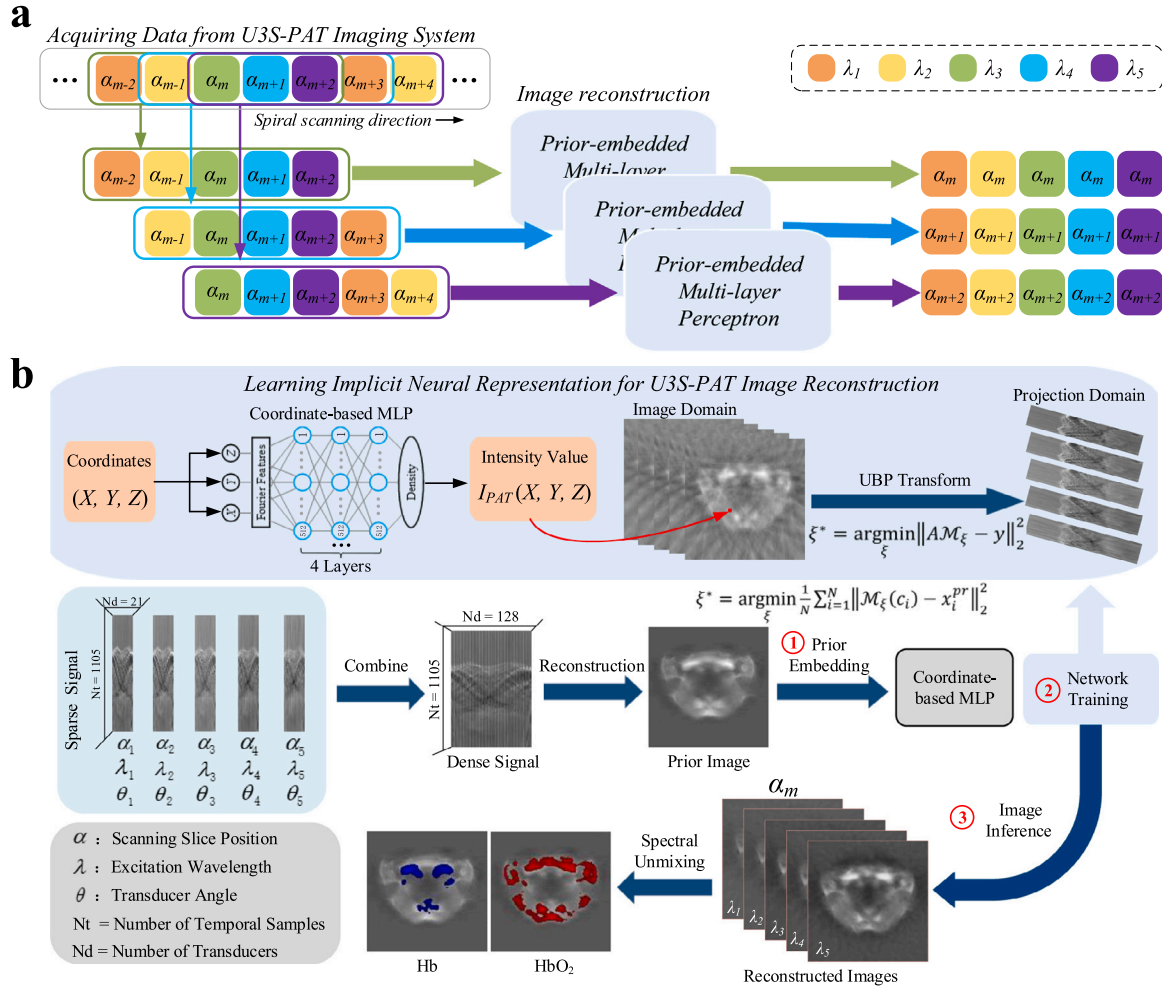 a
Acquiring Data from U3S-PAT Imaging System
••• αm-2 αm-1 αm αm+1 αm+2 αm+3 αm+4 •••
Spiral scanning direction
λ1 λ2 λ3 λ4 λ5
Image reconstruction
αm-2 αm-1 αm αm+1 αm+2
Prior-embedded
Multi-layer
αm αm αm αm αm
αm-1 αm αm+1 αm+2 αm+3
Prior-embedded
αm+1 αm+1 αm+1 αm+1 αm+1
αm αm+1 αm+2 αm+3 αm+4
Prior-embedded
Multi-layer
Perceptron
αm+2 αm+2 αm+2 αm+2 αm+2
b
Learning Implicit Neural Representation for U3S-PAT Image Reconstruction
Coordinates
(X, Y, Z)
Z
Y
X
Fourier Features
Coordinate-based MLP
1 1 1
512 512 512
•••
4 Layers
Density
Intensity Value
IPAT(X, Y, Z)
Image Domain
UBP Transform
ξ* = argmin ξ ‖AMξ − y‖₂²
Projection Domain
Nd = 21
Sparse Signal
Nt = 1105
α1 α2 α3 α4 α5
λ1 λ2 λ3 λ4 λ5
θ1 θ2 θ3 θ4 θ5
Combine
Nd = 128
Nt = 1105
Dense Signal
Reconstruction
Prior Image
ξ* = argmin ξ 1/N Σᵢ₌₁ᴺ ‖Mξ(cᵢ) − xᵢᵖʳ‖₂²
1 Prior
Embedding
Coordinate-
based MLP
2 Network
Training
3 Image
Inference
αm
λ1 λ2 λ3 λ4 λ5
Reconstructed Images
Spectral
Unmixing
Hb
HbO2
α : Scanning Slice Position
λ : Excitation Wavelength
θ : Transducer Angle
Nt = Number of Temporal Samples
Nd = Number of Transducers